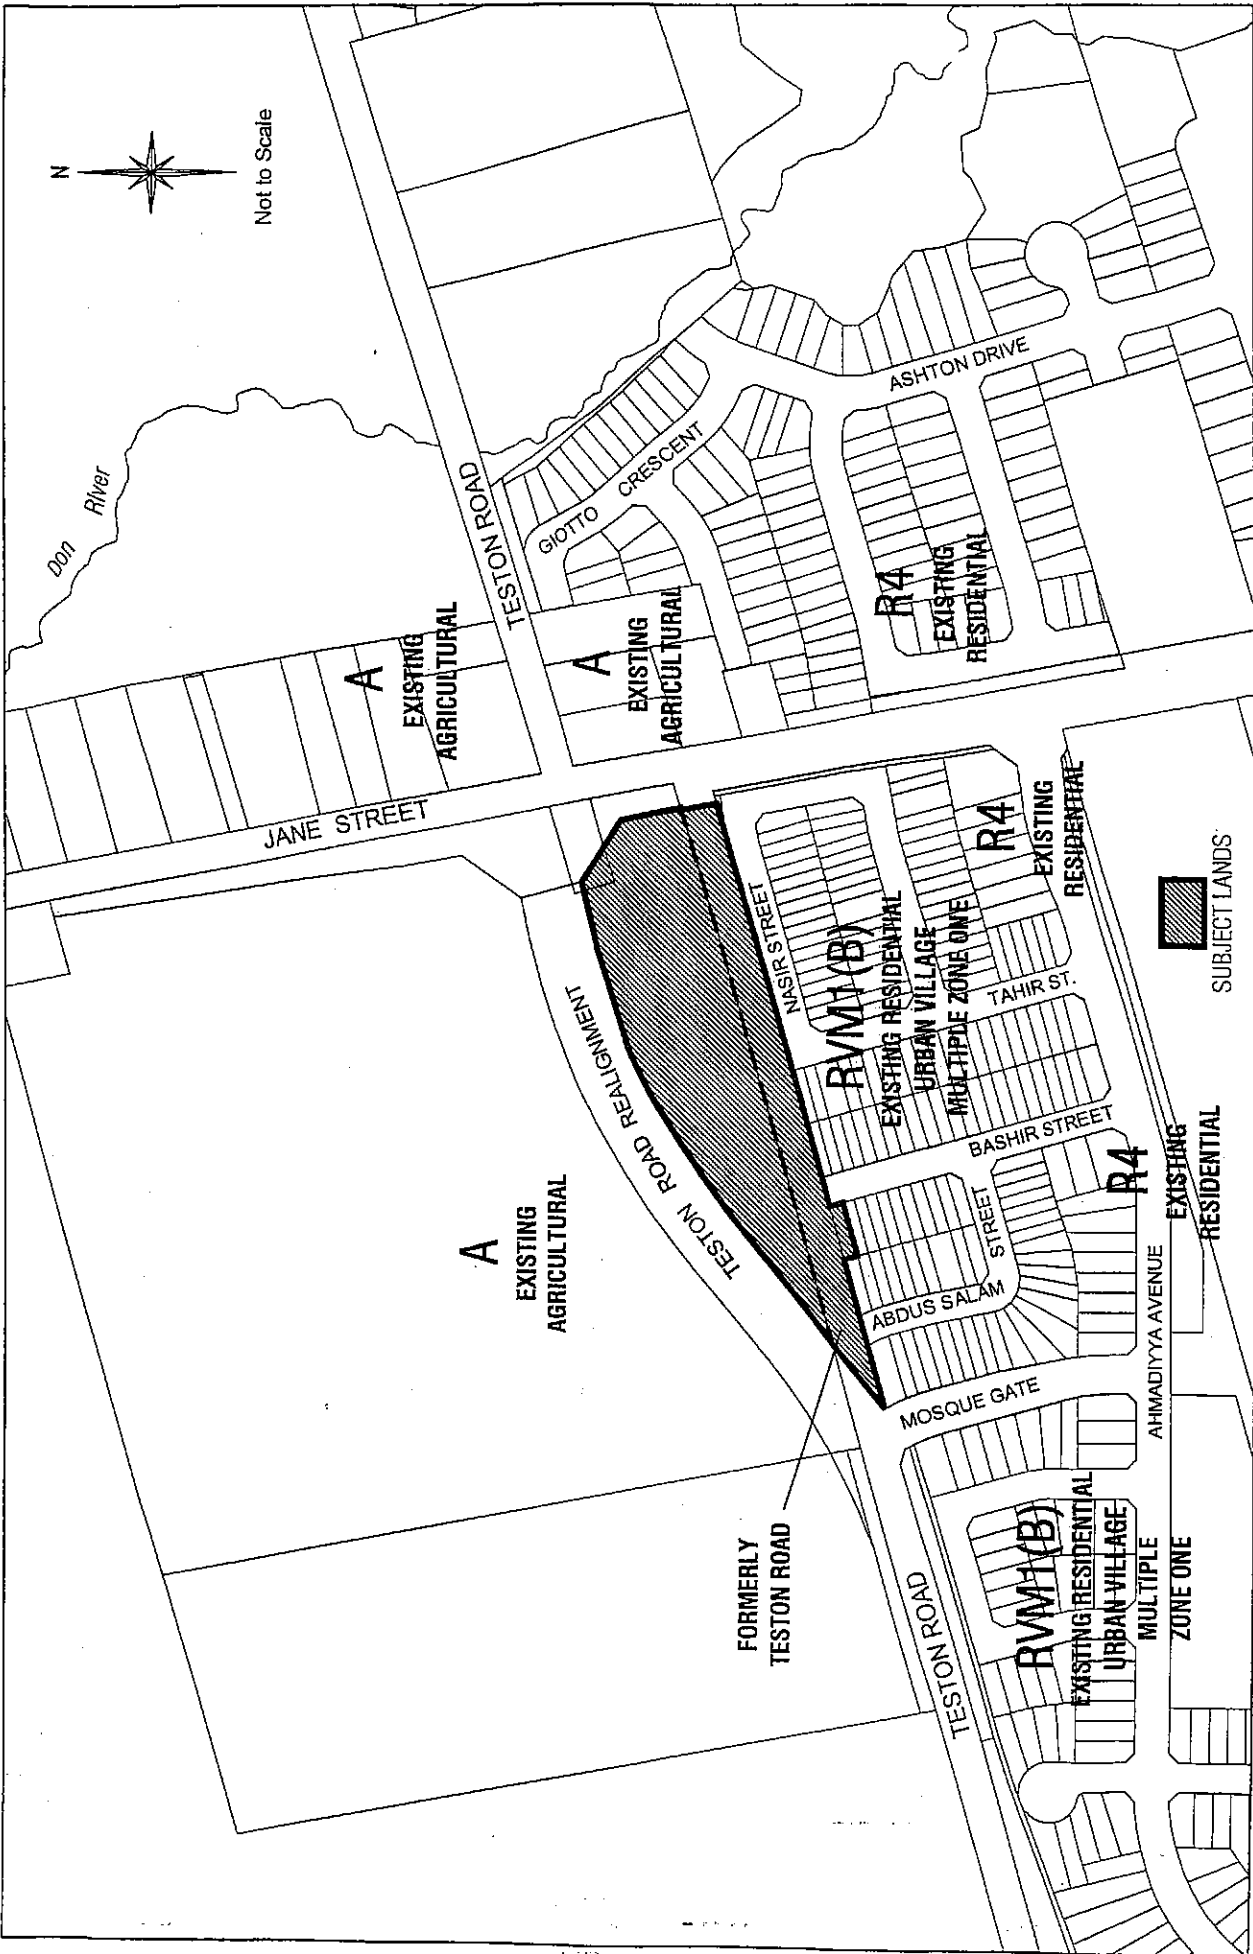 N
Not to Scale
Don River
JANE STREET
A
EXISTING
AGRICULTURAL
TESTON ROAD
A
EXISTING
AGRICULTURAL
GIOTTO CRESCENT
ASHTON DRIVE
R4
EXISTING
RESIDENTIAL
A
EXISTING
AGRICULTURAL
TESTON ROAD REALIGNMENT
FORMERLY
TESTON ROAD
TESTON ROAD
NASIR STREET
RVM1(B)
EXISTING RESIDENTIAL
URBAN VILLAGE
MULTIPLE ZONE ONE
TAHIR ST.
R4
EXISTING
RESIDENTIAL
BASHIR STREET
ABDUS SALAM STREET
MOSQUE GATE
R4
EXISTING
RESIDENTIAL
AHMADIYYA AVENUE
RVM1(B)
EXISTING RESIDENTIAL
URBAN VILLAGE
MULTIPLE
ZONE ONE
SUBJECT LANDS